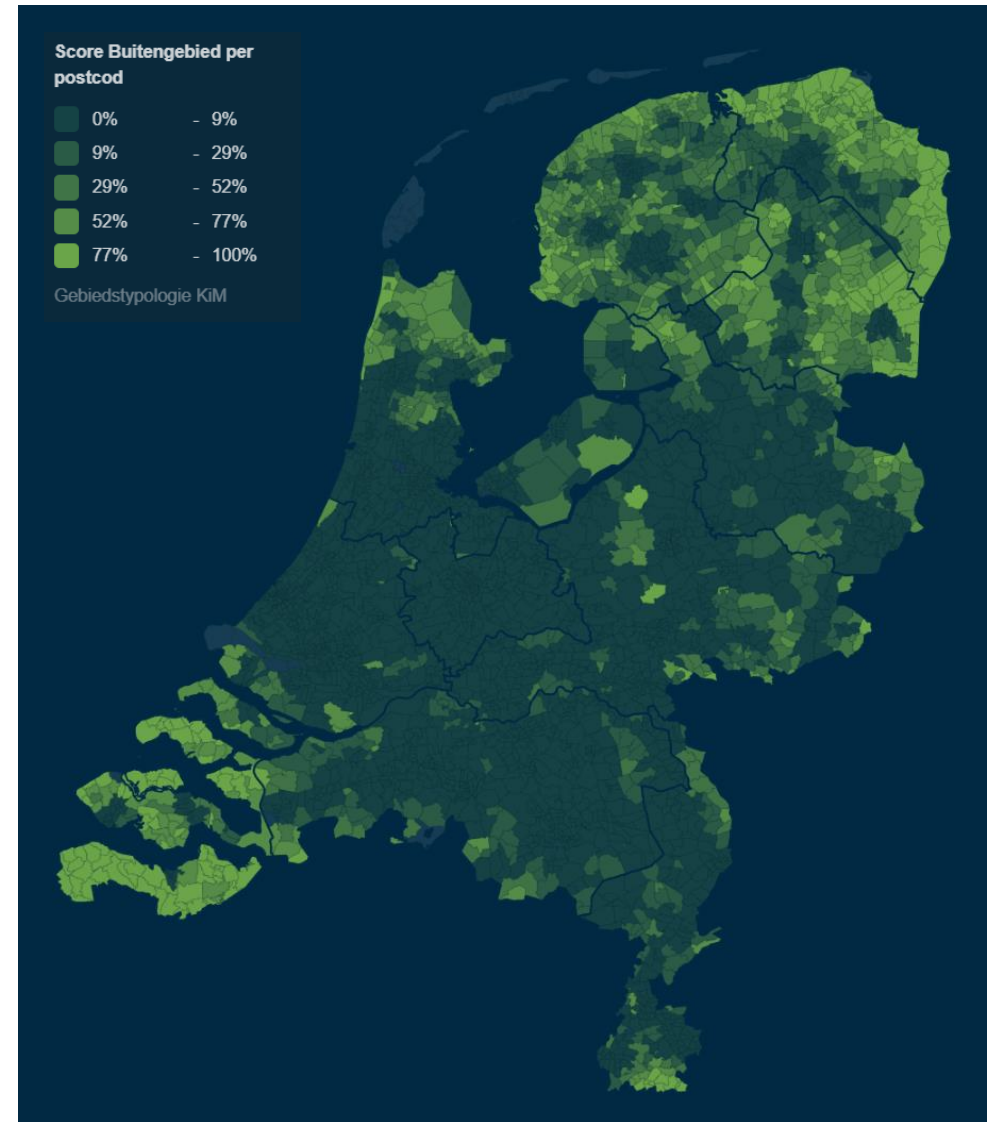 Score Buitengebied per
postcod
0% - 9%
9% - 29%
29% - 52%
52% - 77%
77% - 100%
Gebiedstypologie KiM